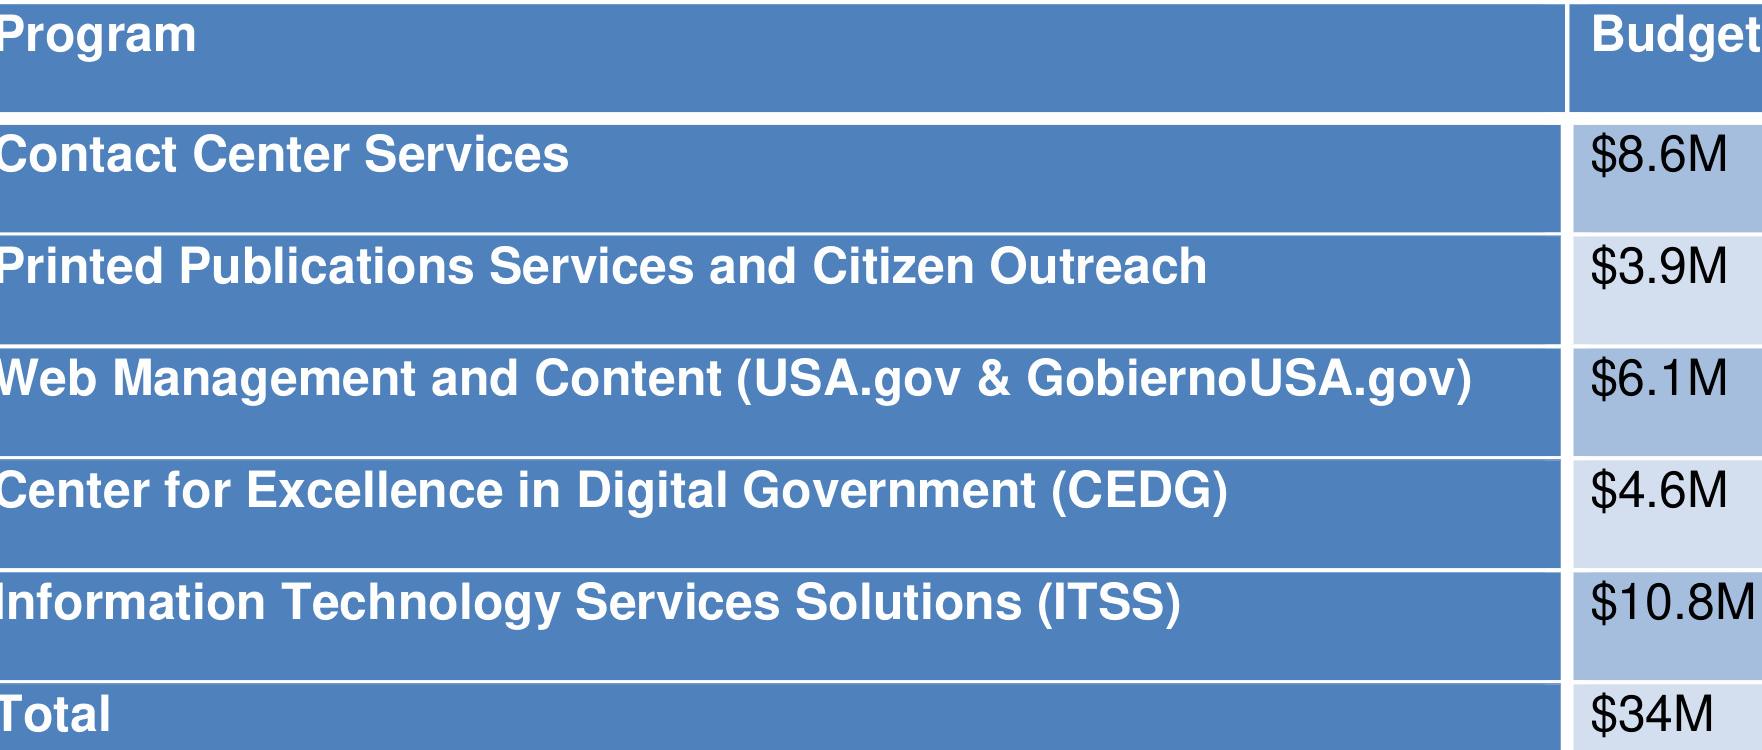 Program Budget
Contact Center Services $8.6M
Printed Publications Services and Citizen Outreach $3.9M
Web Management and Content (USA.gov & GobiernoUSA.gov) $6.1M
Center for Excellence in Digital Government (CEDG) $4.6M
Information Technology Services Solutions (ITSS) $10.8M
Total $34M